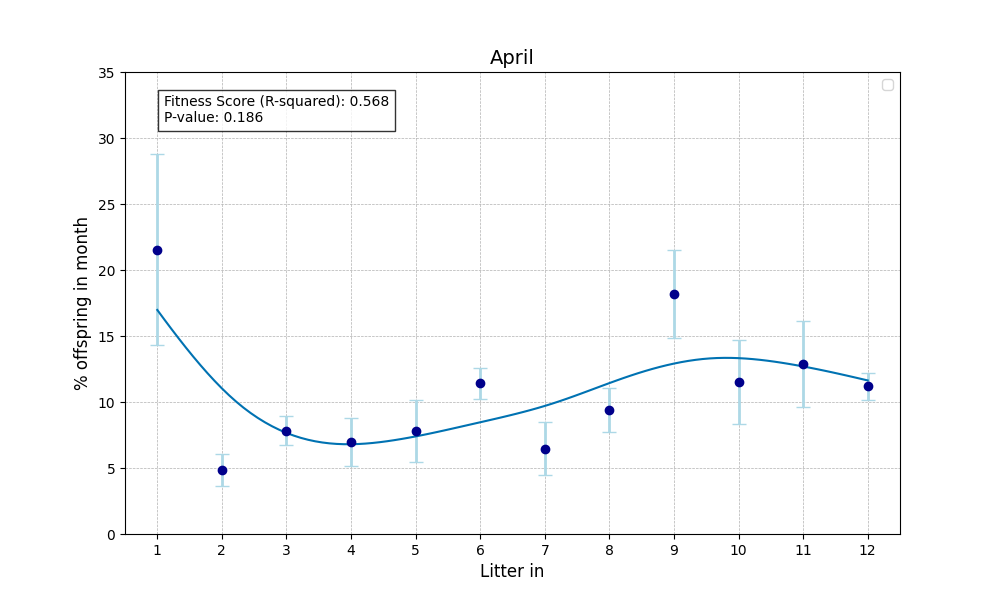 April
Fitness Score (R-squared): 0.568
P-value: 0.186
35
30
25
20
15
10
5
0
% offspring in month
1 2 3 4 5 6 7 8 9 10 11 12
Litter in